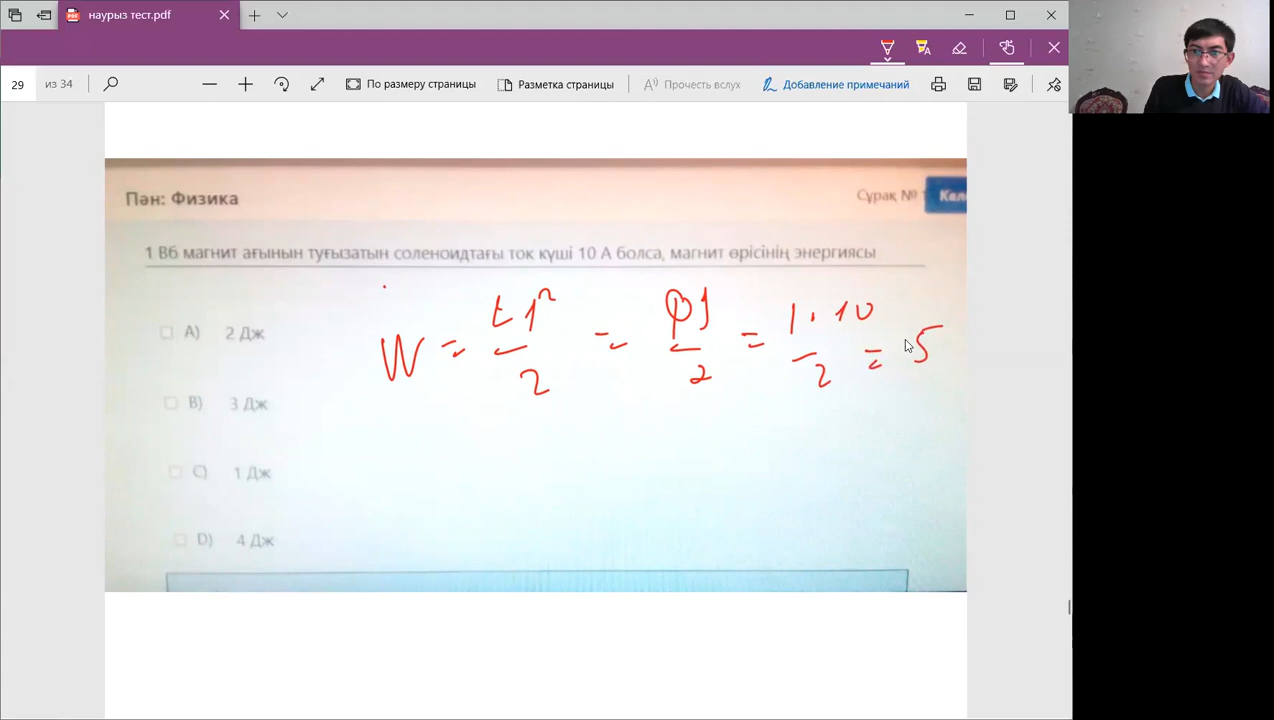 наурыз тест.pdf
29 из 34
По размеру страницы
Разметка страницы
Прочесть вслух
Добавление примечаний
Пән: Физика
Сұрақ №
1 Вб магнит ағынын туғызатын соленоидтағы ток күші 10 А болса, магнит өрісінің энергиясы
W = LI² / 2 = ФI / 2 = 1 · 10 / 2 = 5
A) 2 Дж
B) 3 Дж
C) 1 Дж
D) 4 Дж